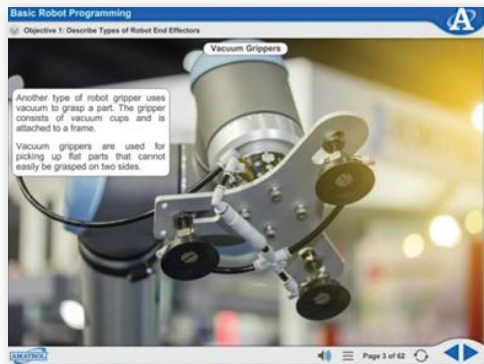 Basic Robot Programming
Objective 1: Describe Types of Robot End Effectors
A
Vacuum Grippers
Another type of robot gripper uses
vacuum to grasp a part. The gripper
consists of vacuum cups and is
attached to a frame.
Vacuum grippers are used for
picking up flat parts that cannot
easily be grasped on two sides.
AMATROL
Page 3 of 62